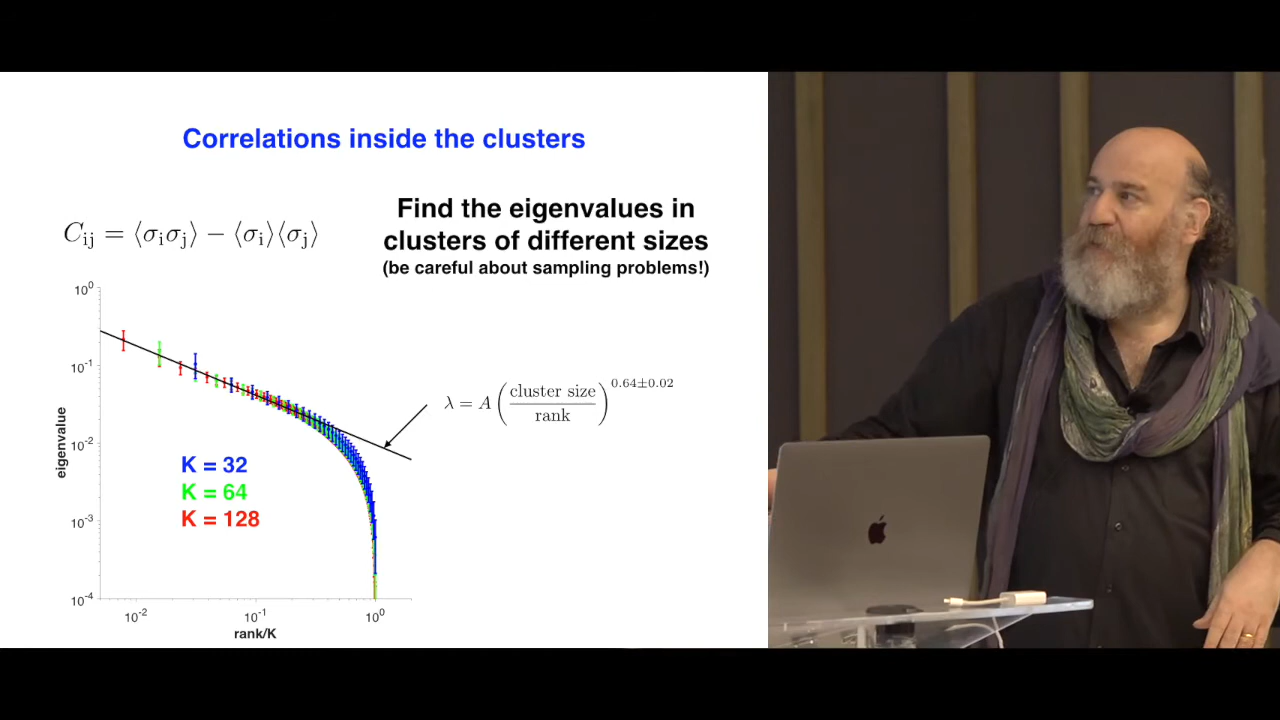 Correlations inside the clusters
Find the eigenvalues in
clusters of different sizes
(be careful about sampling problems!)
C_ij = ⟨σ_i σ_j⟩ − ⟨σ_i⟩⟨σ_j⟩
10^0
10^-1
10^-2
10^-3
10^-4
eigenvalue
λ = A (cluster size / rank)^0.64±0.02
K = 32
K = 64
K = 128
10^-2 10^-1 10^0
rank/K